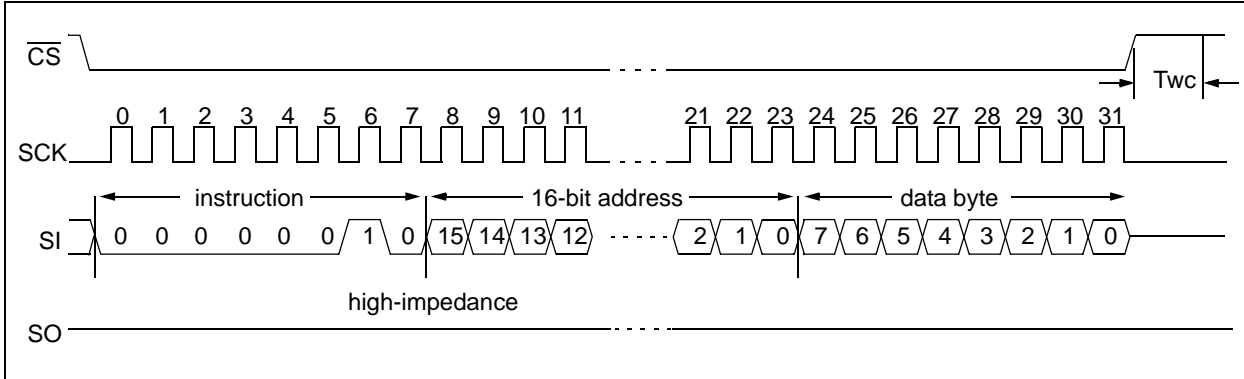 CS
Twc
0 1 2 3 4 5 6 7 8 9 10 11 21 22 23 24 25 26 27 28 29 30 31
SCK
instruction 16-bit address data byte
SI 0 0 0 0 0 0 1 0 15 14 13 12 2 1 0 7 6 5 4 3 2 1 0
high-impedance
SO